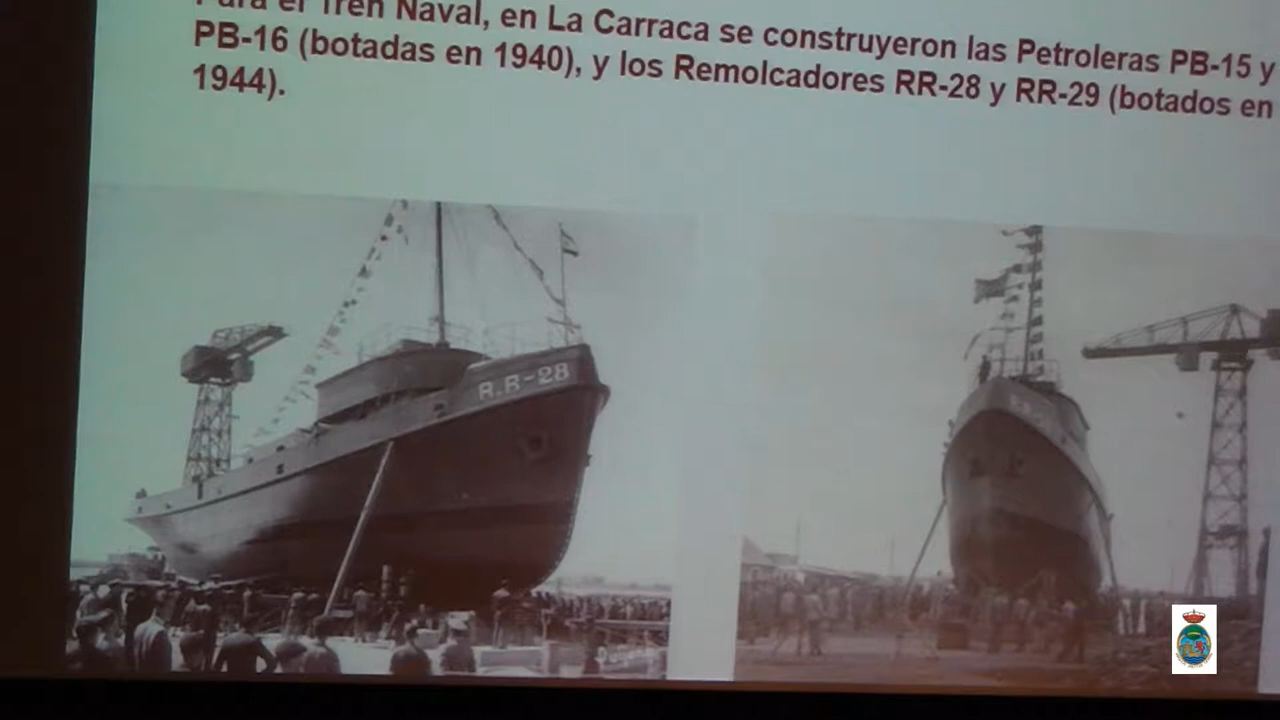 Para el Tren Naval, en La Carraca se construyeron las Petroleras PB-15 y
PB-16 (botadas en 1940), y los Remolcadores RR-28 y RR-29 (botados en
1944).
R.R-28